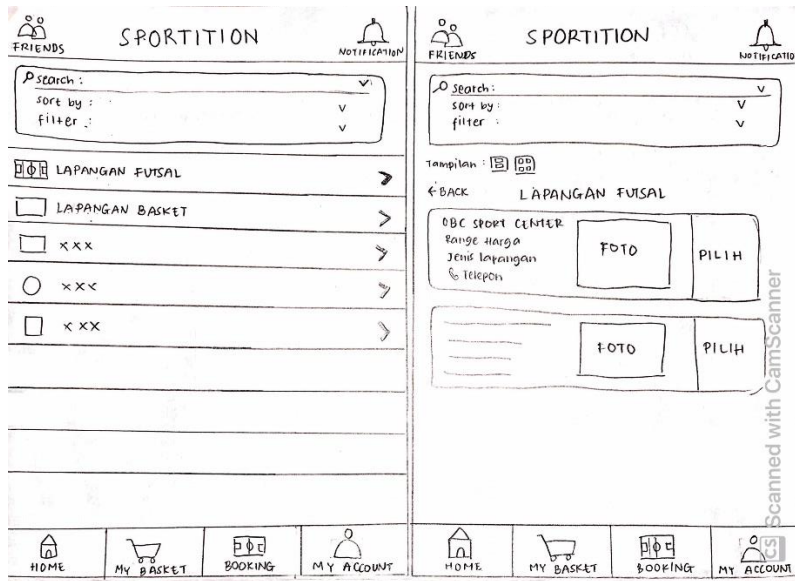 FRIENDS
SPORTITION
NOTIFICATION
search :
sort by :
filter :
LAPANGAN FUTSAL
LAPANGAN BASKET
xxx
xxx
xxx
HOME
MY BASKET
BOOKING
MY ACCOUNT
FRIENDS
SPORTITION
NOTIFICATIO
search :
sort by :
filter :
Tampilan :
← BACK LAPANGAN FUTSAL
OBC SPORT CENTER
Range Harga
Jenis lapangan
Telepon
FOTO
PILIH
FOTO
PILIH
HOME
MY BASKET
BOOKING
MY ACCOUNT
CS Scanned with CamScanner